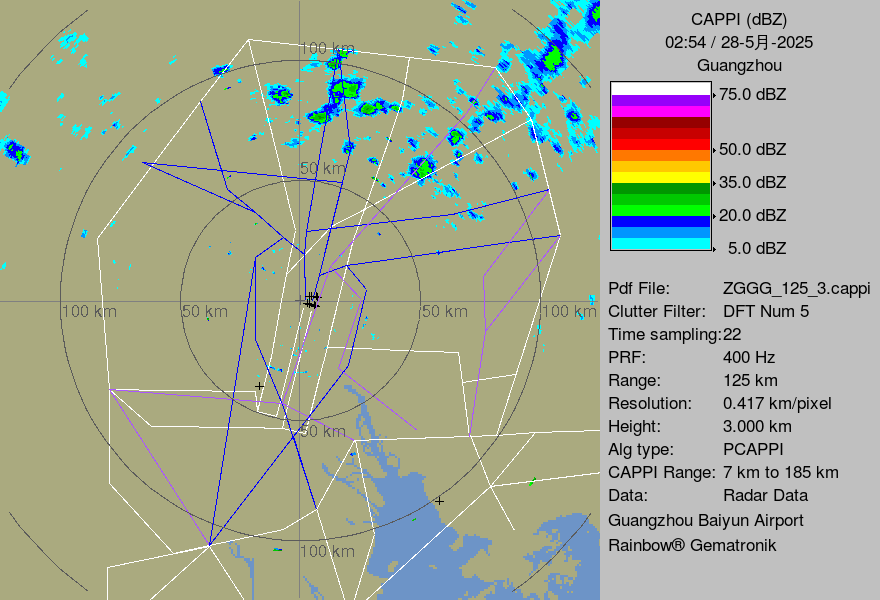 CAPPI (dBZ)
02:54 / 28-5月-2025
Guangzhou
75.0 dBZ
50.0 dBZ
35.0 dBZ
20.0 dBZ
5.0 dBZ
Pdf File: ZGGG_125_3.cappi
Clutter Filter: DFT Num 5
Time sampling:22
PRF: 400 Hz
Range: 125 km
Resolution: 0.417 km/pixel
Height: 3.000 km
Alg type: PCAPPI
CAPPI Range: 7 km to 185 km
Data: Radar Data
Guangzhou Baiyun Airport
Rainbow® Gematronik
100 km
50 km
100 km
50 km
50 km
100 km
50 km
100 km